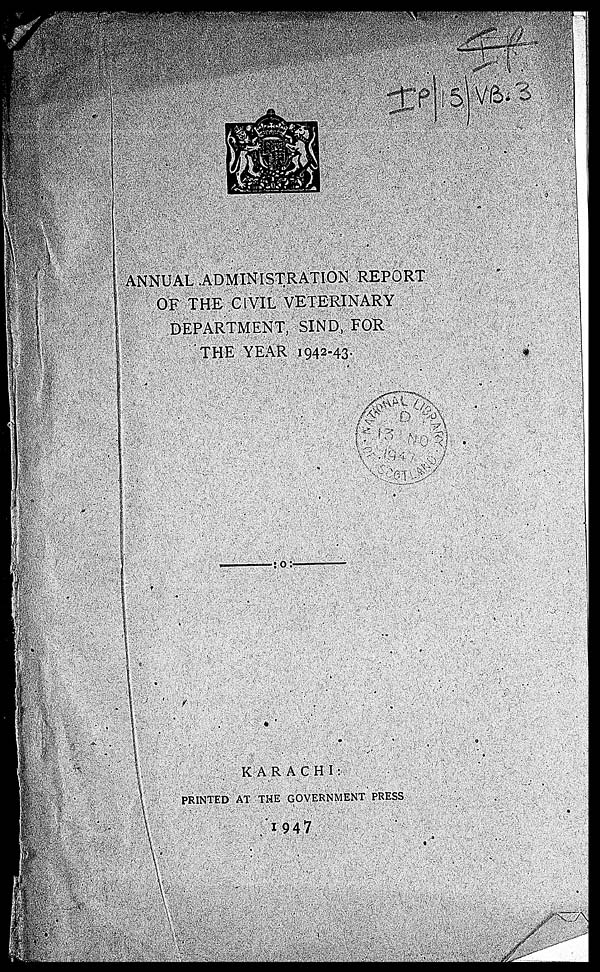 IP/15/VB.3
ANNUAL ADMINISTRATION REPORT
OF THE CIVIL VETERINARY
DEPARTMENT, SIND, FOR
THE YEAR 1942-43.
NATIONAL LIBRARY
D
13 NO
1947
OF SCOTLAND
:o:
KARACHI:
PRINTED AT THE GOVERNMENT PRESS
1947